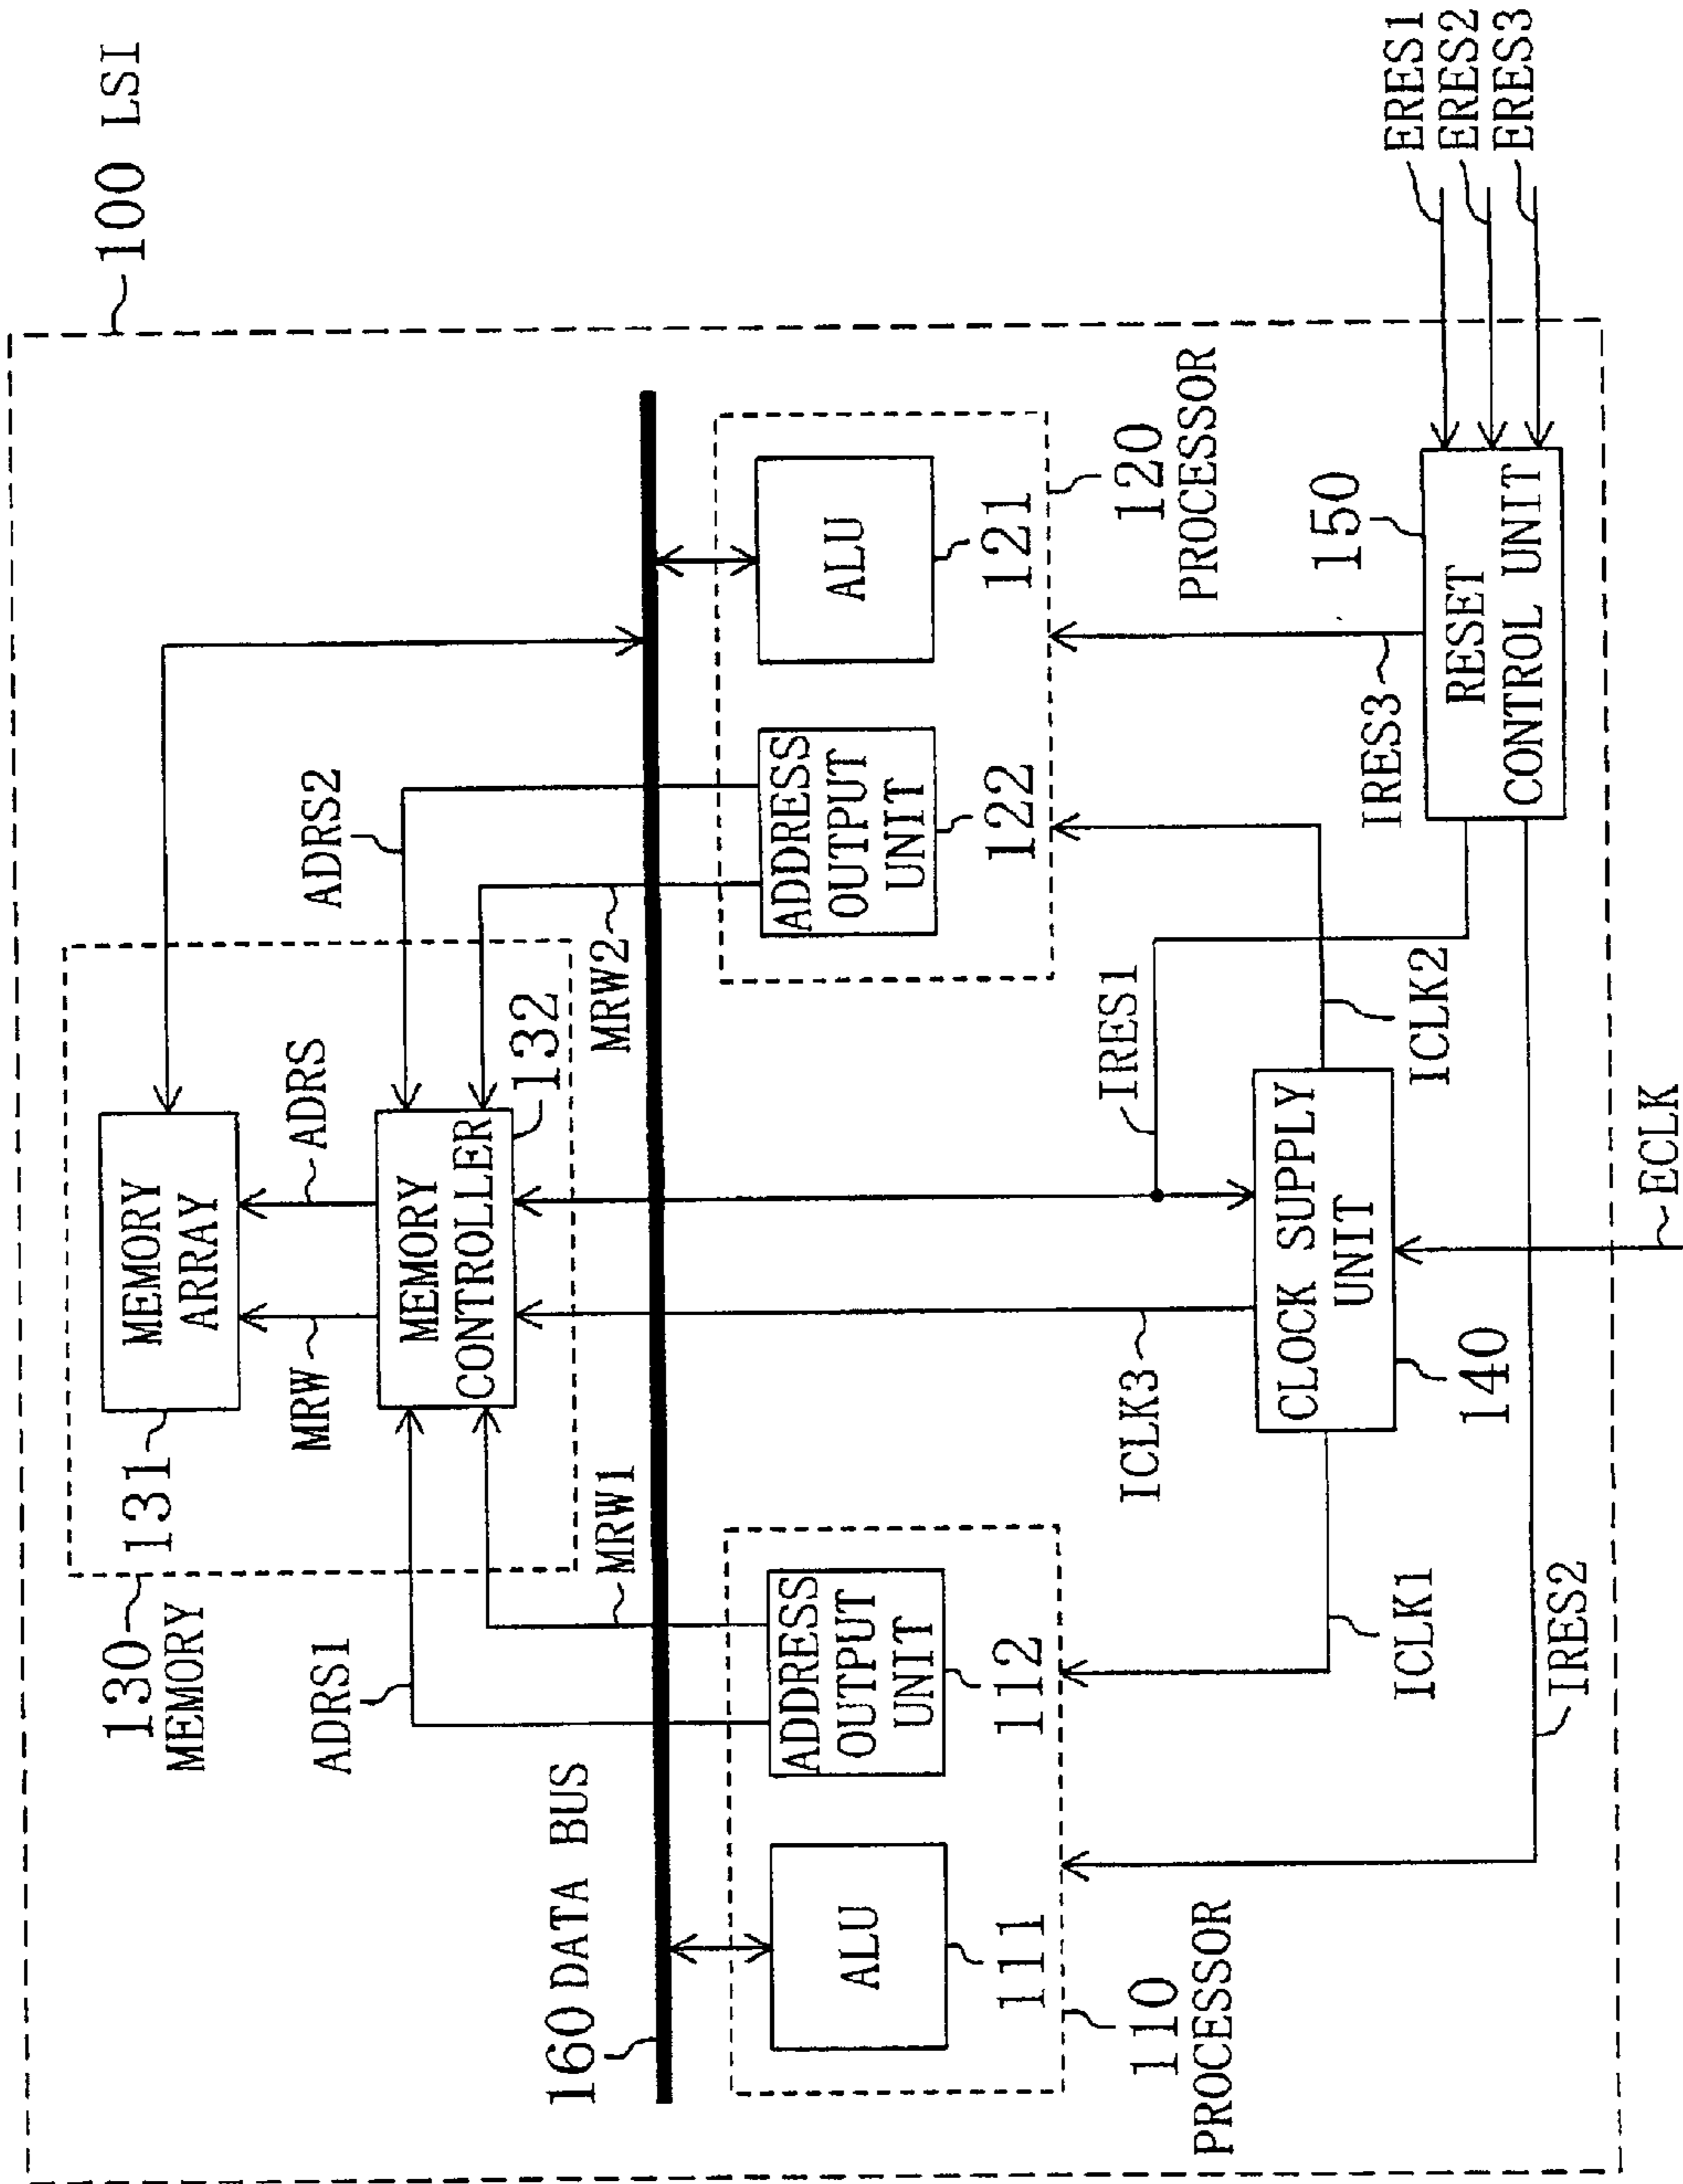 100 LSI
130
MEMORY
131
MEMORY
ARRAY
MRW
ADRS
MEMORY
CONTROLLER
132
ADRS1
MRW1
ADRS2
MRW2
160 DATA BUS
ALU
111
ADDRESS
OUTPUT
UNIT
112
110
PROCESSOR
ADDRESS
OUTPUT
UNIT
122
ALU
121
120
PROCESSOR
ICLK3
IRES1
CLOCK SUPPLY
UNIT
140
ICLK1
ICLK2
IRES3
IRES2
150
RESET
CONTROL UNIT
ERES1
ERES2
ERES3
ECLK